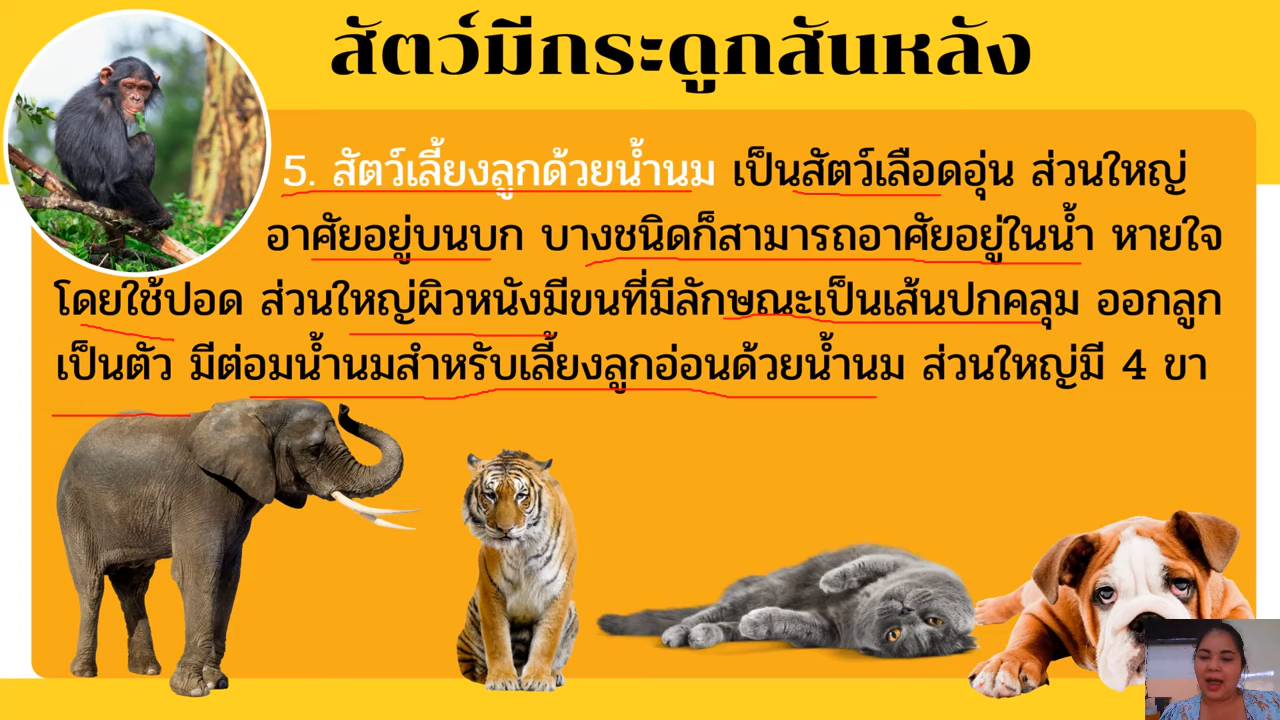 สัตว์มีกระดูกสันหลัง
5. สัตว์เลี้ยงลูกด้วยน้ำนม เป็นสัตว์เลือดอุ่น ส่วนใหญ่
อาศัยอยู่บนบก บางชนิดก็สามารถอาศัยอยู่ในน้ำ หายใจ
โดยใช้ปอด ส่วนใหญ่ผิวหนังมีขนที่มีลักษณะเป็นเส้นปกคลุม ออกลูก
เป็นตัว มีต่อมน้ำนมสำหรับเลี้ยงลูกอ่อนด้วยน้ำนม ส่วนใหญ่มี 4 ขา